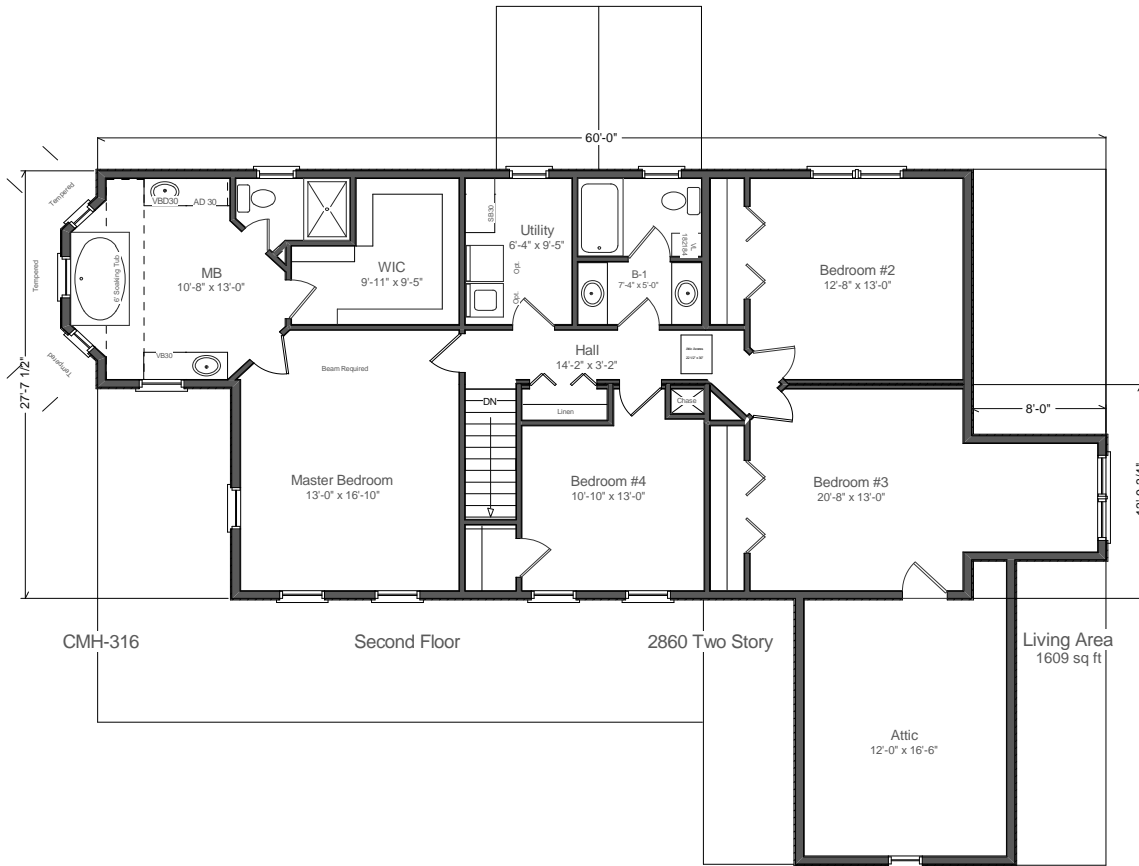 60'-0"
Tempered
Tempered
Tempered
27'-7 1/2"
VBD30
AD 30
6' Soaking Tub
MB
10'-8" x 13'-0"
VB30
WIC
9'-11" x 9'-5"
SB30
Utility
6'-4" x 9'-5"
Opt.
Opt.
VL
182184
B-1
7'-4" x 5'-0"
Bedroom #2
12'-8" x 13'-0"
Hall
14'-2" x 3'-2"
Beam Required
DN
Linen
Chase
8'-0"
Master Bedroom
13'-0" x 16'-10"
Bedroom #4
10'-10" x 13'-0"
Bedroom #3
20'-8" x 13'-0"
CMH-316
Second Floor
2860 Two Story
Living Area
1609 sq ft
Attic
12'-0" x 16'-6"